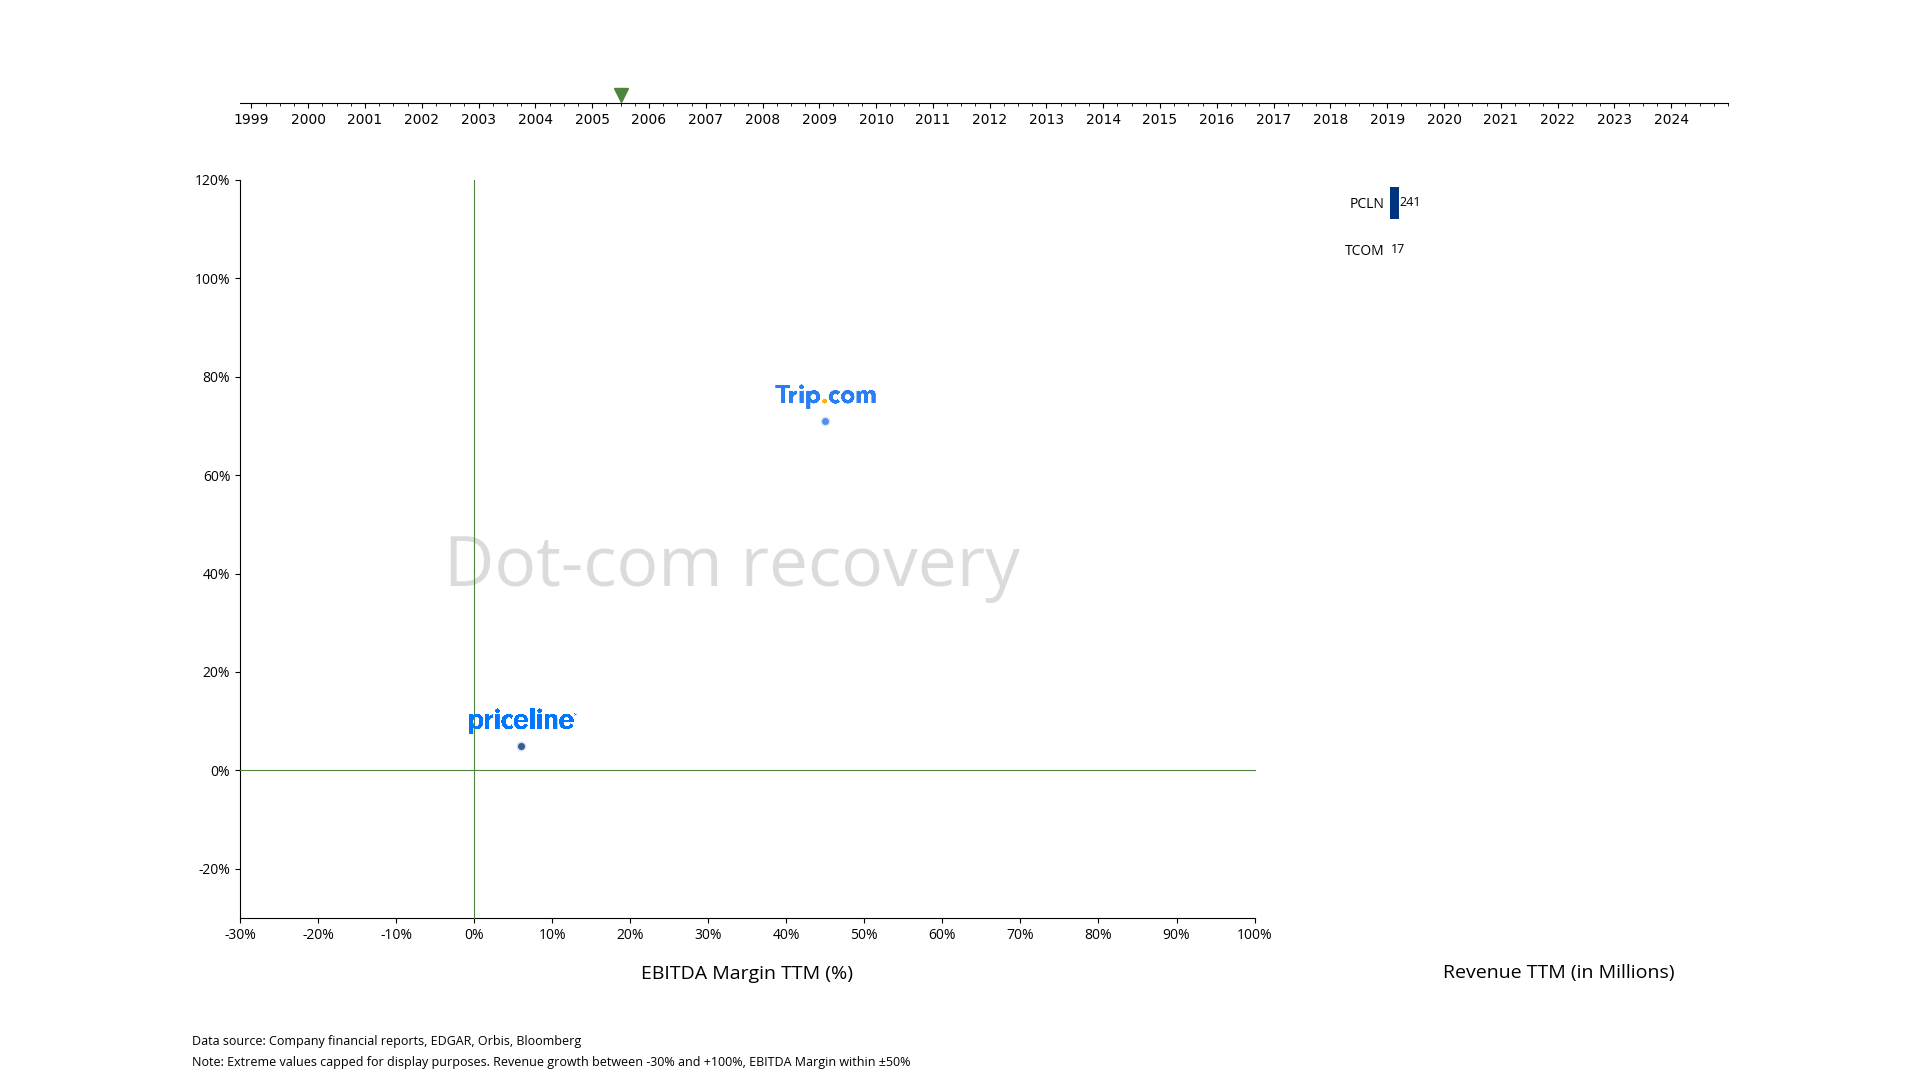 1999 2000 2001 2002 2003 2004 2005 2006 2007 2008 2009 2010 2011 2012 2013 2014 2015 2016 2017 2018 2019 2020 2021 2022 2023 2024
120%
100%
80%
60%
40%
20%
0%
-20%
PCLN 241
TCOM 17
Trip.com
Dot-com recovery
priceline
-30% -20% -10% 0% 10% 20% 30% 40% 50% 60% 70% 80% 90% 100%
EBITDA Margin TTM (%)
Revenue TTM (in Millions)
Data source: Company financial reports, EDGAR, Orbis, Bloomberg
Note: Extreme values capped for display purposes. Revenue growth between -30% and +100%, EBITDA Margin within ±50%